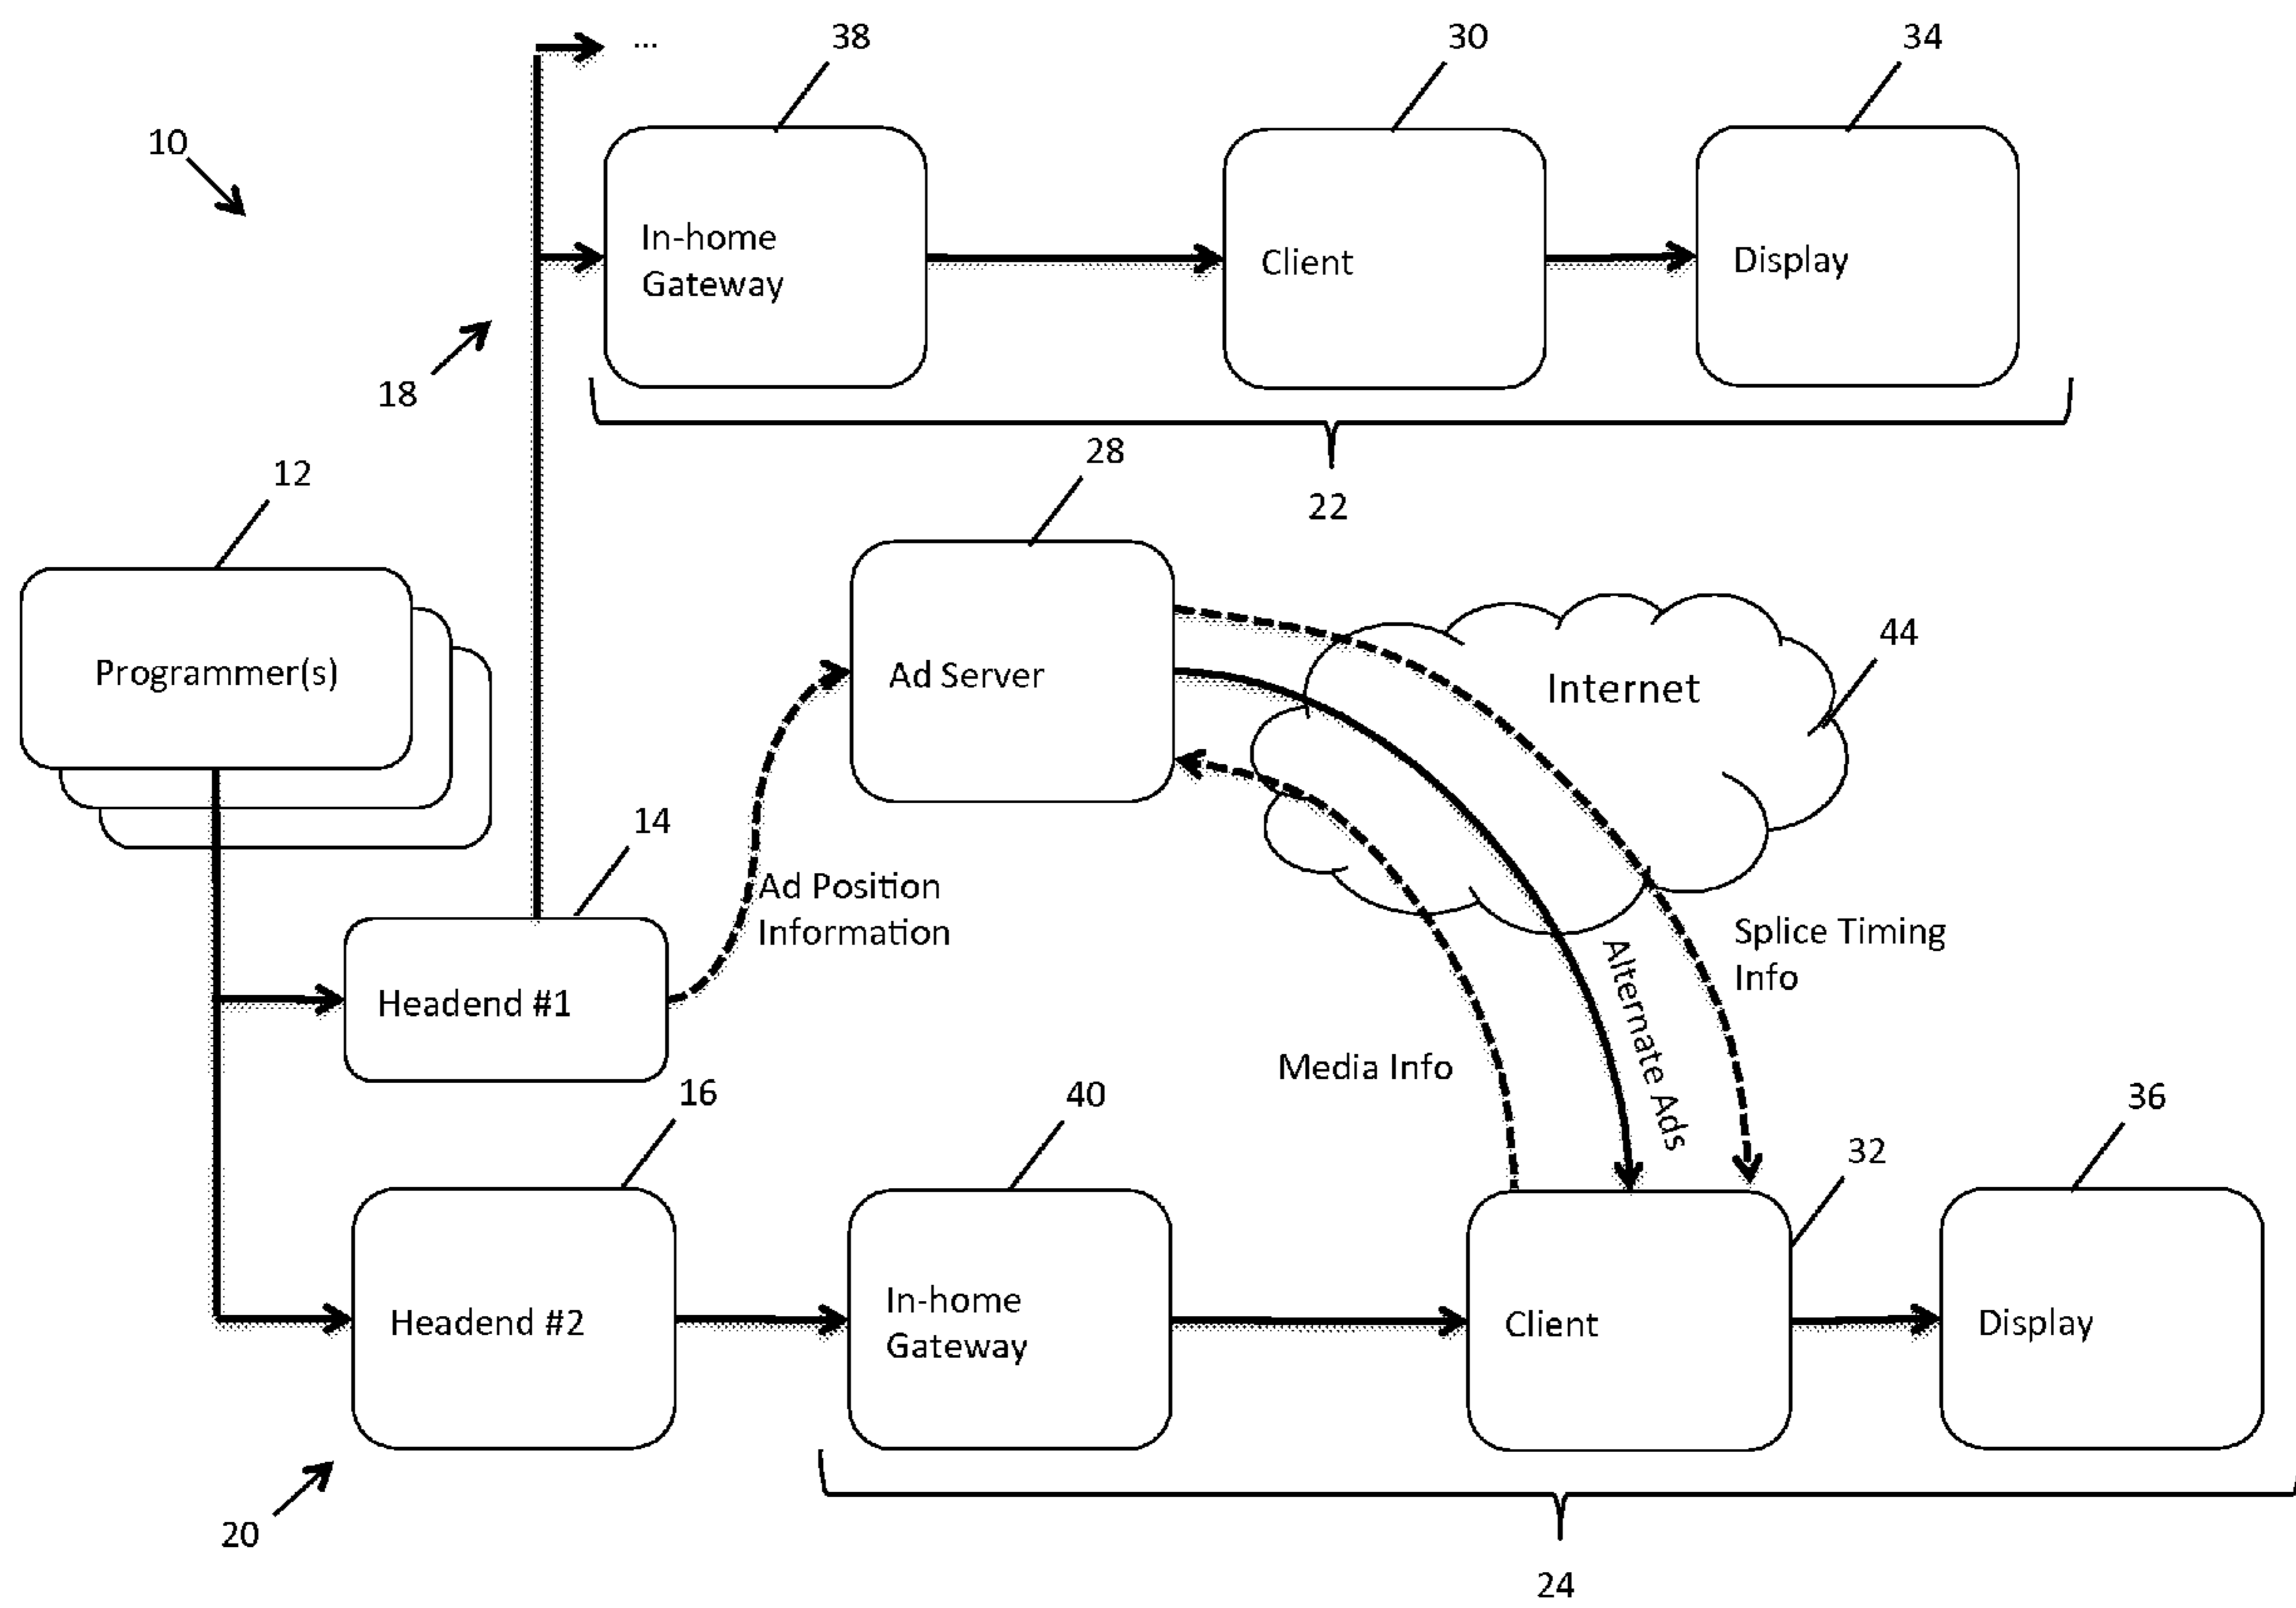 ...
38
30
34
10
In-home
Gateway
Client
Display
18
22
12
28
Programmer(s)
Ad Server
Internet
44
14
Ad Position
Information
Headend #1
Splice Timing
Info
Alternate Ads
Media Info
16
40
32
36
Headend #2
In-home
Gateway
Client
Display
20
24